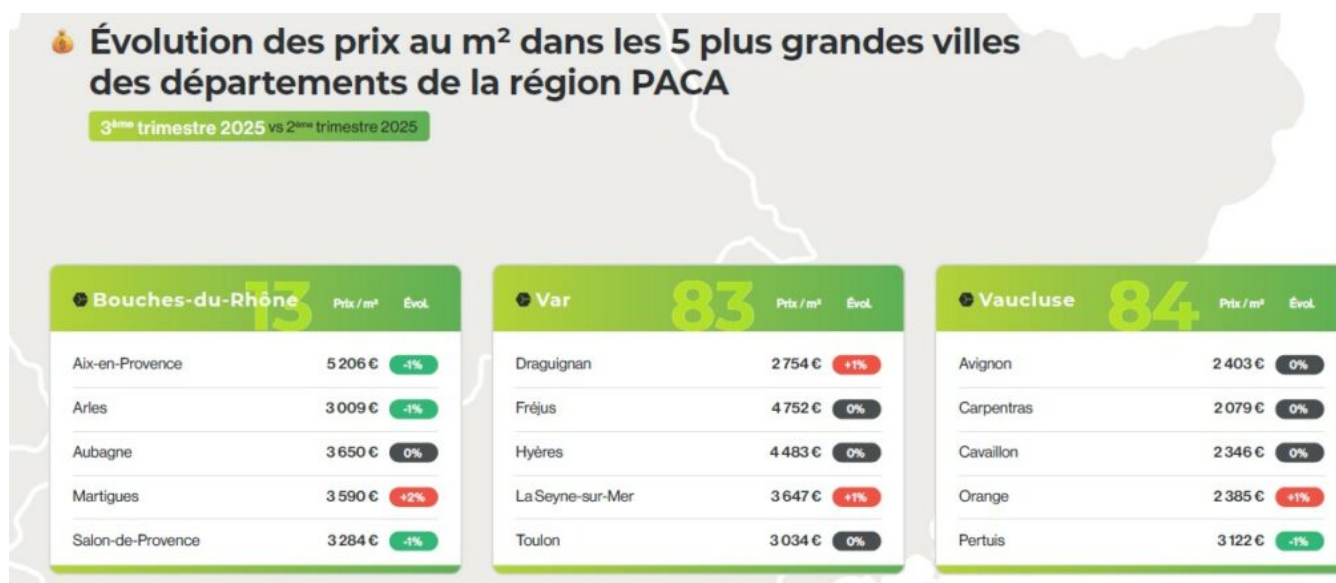 Évolution des prix au m² dans les 5 plus grandes villes
des départements de la région PACA
3ème trimestre 2025 vs 2ème trimestre 2025
Bouches-du-Rhône 13 Prix / m² Évol.
Aix-en-Provence 5 206 € -1%
Arles 3 009 € -1%
Aubagne 3 650 € 0%
Martigues 3 590 € +2%
Salon-de-Provence 3 284 € -1%
Var 83 Prix / m² Évol.
Draguignan 2 754 € +1%
Fréjus 4 752 € 0%
Hyères 4 483 € 0%
La Seyne-sur-Mer 3 647 € +1%
Toulon 3 034 € 0%
Vaucluse 84 Prix / m² Évol.
Avignon 2 403 € 0%
Carpentras 2 079 € 0%
Cavaillon 2 346 € 0%
Orange 2 385 € +1%
Pertuis 3 122 € -1%